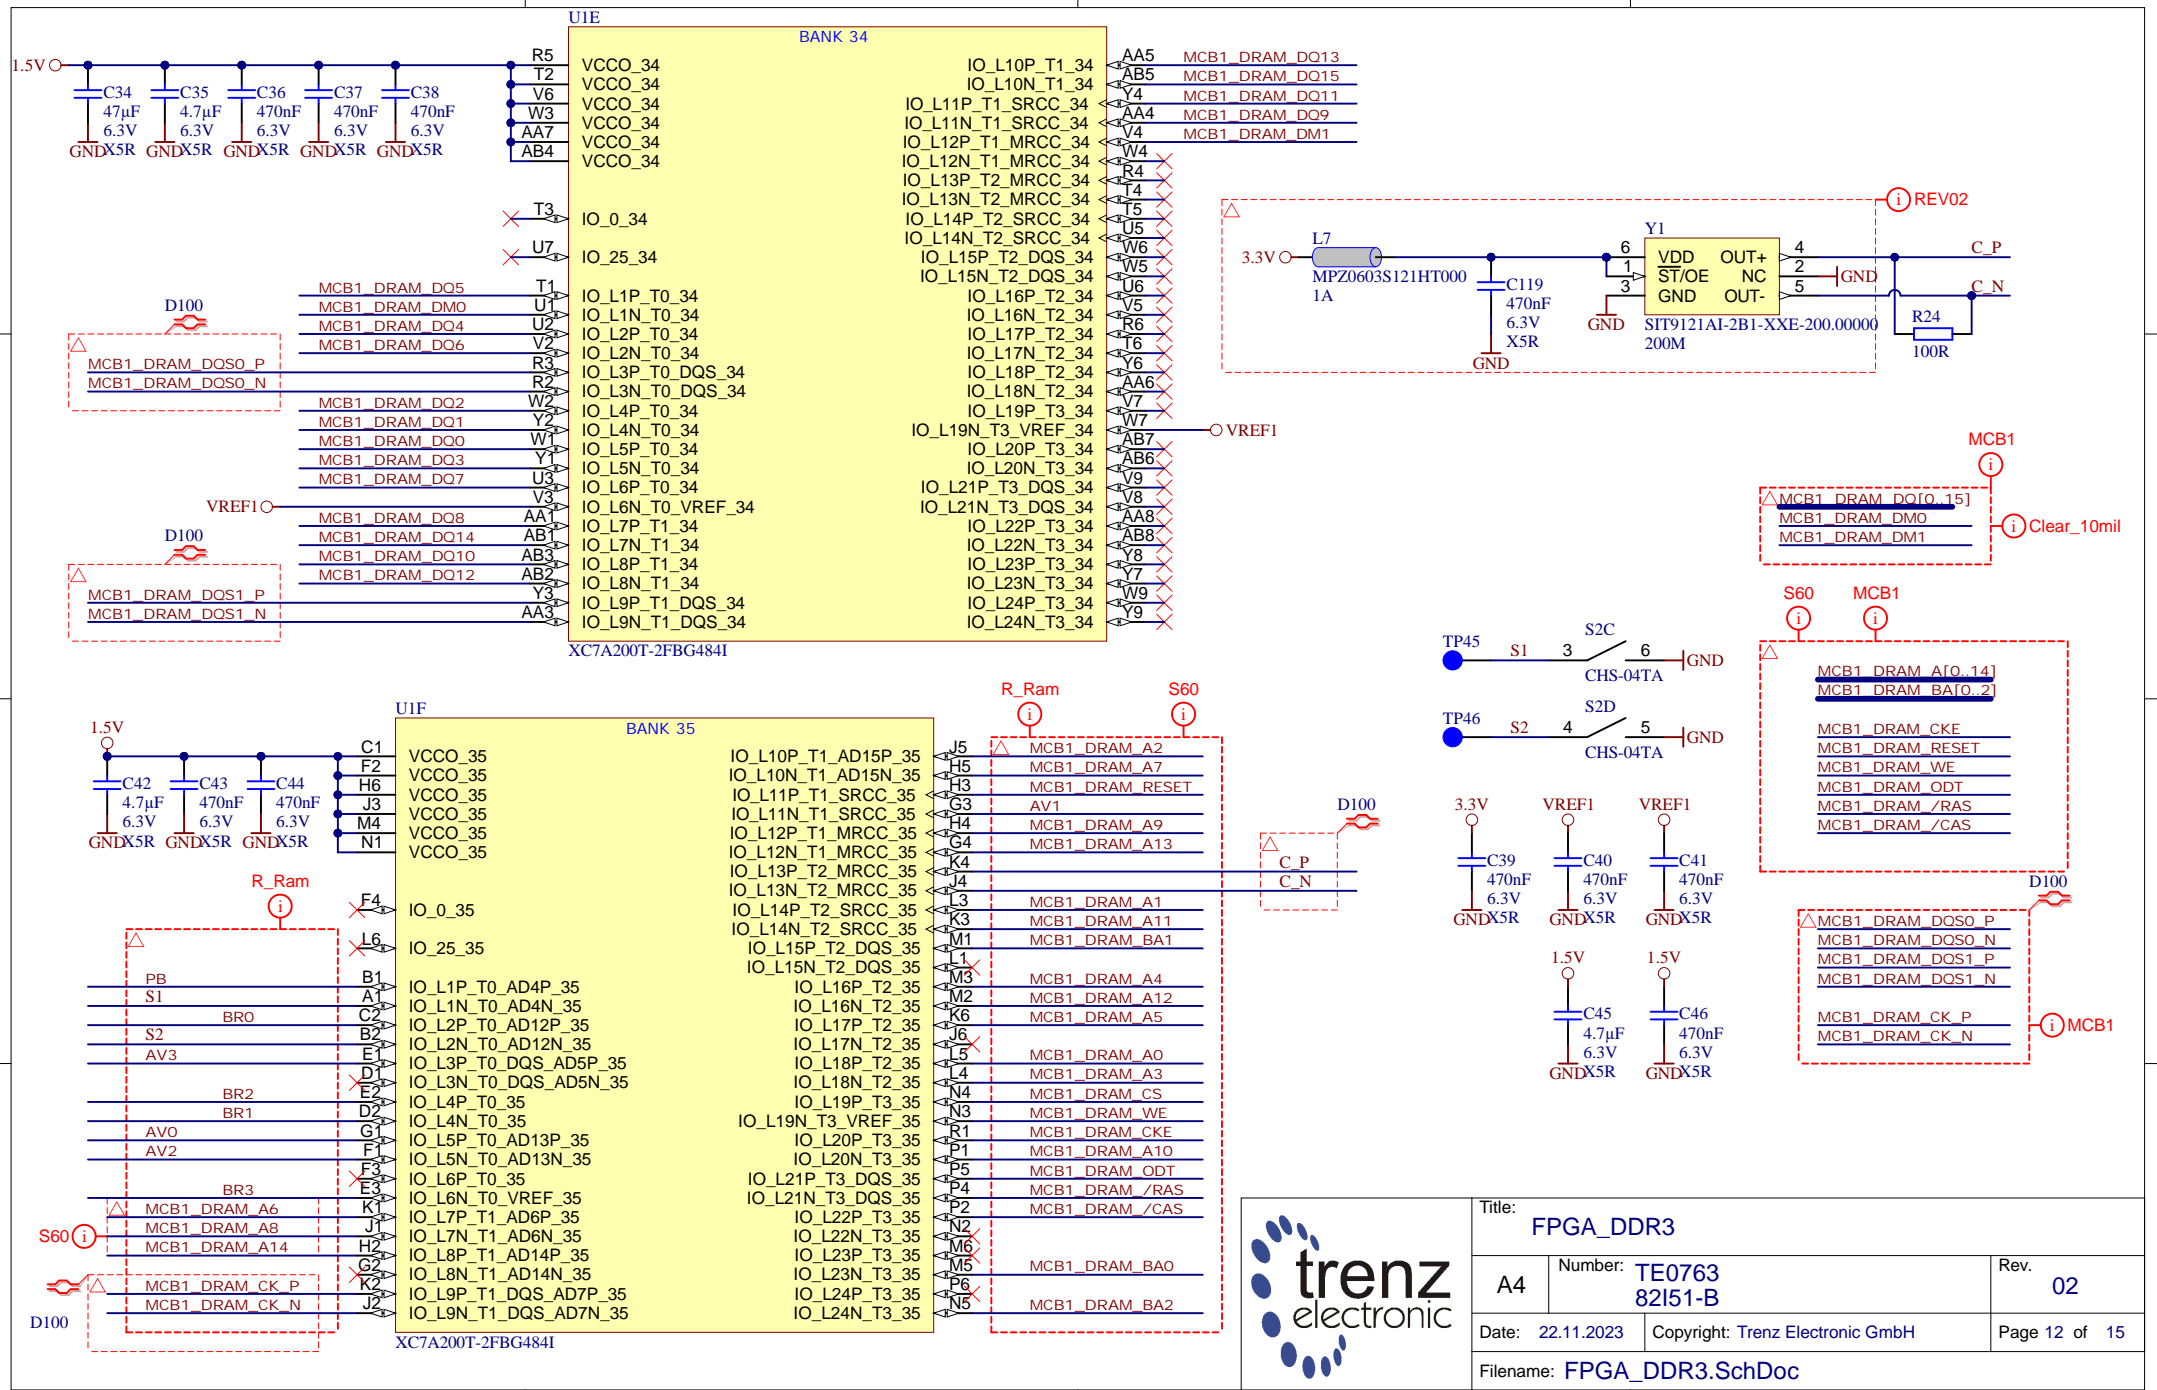 U1E
BANK 34
1.5V
C34
47µF
6.3V
X5R
GND
C35
4.7µF
6.3V
X5R
GND
C36
470nF
6.3V
X5R
GND
C37
470nF
6.3V
X5R
GND
C38
470nF
6.3V
X5R
GND
R5 VCCO_34
T2 VCCO_34
V6 VCCO_34
W3 VCCO_34
AA7 VCCO_34
AB4 VCCO_34
T3 IO_0_34
U7 IO_25_34
MCB1_DRAM_DQ5 T1 IO_L1P_T0_34
MCB1_DRAM_DM0 U1 IO_L1N_T0_34
MCB1_DRAM_DQ4 U2 IO_L2P_T0_34
MCB1_DRAM_DQ6 V2 IO_L2N_T0_34
D100
MCB1_DRAM_DQS0_P R3 IO_L3P_T0_DQS_34
MCB1_DRAM_DQS0_N R2 IO_L3N_T0_DQS_34
MCB1_DRAM_DQ2 W2 IO_L4P_T0_34
MCB1_DRAM_DQ1 Y2 IO_L4N_T0_34
MCB1_DRAM_DQ0 W1 IO_L5P_T0_34
MCB1_DRAM_DQ3 Y1 IO_L5N_T0_34
MCB1_DRAM_DQ7 U3 IO_L6P_T0_34
VREF1 V3 IO_L6N_T0_VREF_34
MCB1_DRAM_DQ8 AA1 IO_L7P_T1_34
MCB1_DRAM_DQ14 AB1 IO_L7N_T1_34
MCB1_DRAM_DQ10 AB3 IO_L8P_T1_34
MCB1_DRAM_DQ12 AB2 IO_L8N_T1_34
D100
MCB1_DRAM_DQS1_P Y3 IO_L9P_T1_DQS_34
MCB1_DRAM_DQS1_N AA3 IO_L9N_T1_DQS_34
IO_L10P_T1_34 AA5 MCB1_DRAM_DQ13
IO_L10N_T1_34 AB5 MCB1_DRAM_DQ15
IO_L11P_T1_SRCC_34 Y4 MCB1_DRAM_DQ11
IO_L11N_T1_SRCC_34 AA4 MCB1_DRAM_DQ9
IO_L12P_T1_MRCC_34 V4 MCB1_DRAM_DM1
IO_L12N_T1_MRCC_34 W4
IO_L13P_T2_MRCC_34 R4
IO_L13N_T2_MRCC_34 T4
IO_L14P_T2_SRCC_34 T5
IO_L14N_T2_SRCC_34 U5
IO_L15P_T2_DQS_34 W6
IO_L15N_T2_DQS_34 W5
IO_L16P_T2_34 U6
IO_L16N_T2_34 V5
IO_L17P_T2_34 R6
IO_L17N_T2_34 T6
IO_L18P_T2_34 Y6
IO_L18N_T2_34 AA6
IO_L19P_T3_34 V7
IO_L19N_T3_VREF_34 W7 VREF1
IO_L20P_T3_34 AB7
IO_L20N_T3_34 AB6
IO_L21P_T3_DQS_34 V9
IO_L21N_T3_DQS_34 V8
IO_L22P_T3_34 AA8
IO_L22N_T3_34 AB8
IO_L23P_T3_34 Y8
IO_L23N_T3_34 Y7
IO_L24P_T3_34 W9
IO_L24N_T3_34 Y9
XC7A200T-2FBG484I
i REV02
3.3V
L7
MPZ0603S121HT000
1A
C119
470nF
6.3V
X5R
GND
Y1
6 VDD OUT+ 4 C_P
1 ST/OE NC 2 GND
3 GND OUT- 5 C_N
GND
SIT9121AI-2B1-XXE-200.00000
200M
R24
100R
MCB1
i
MCB1_DRAM_DQ[0..15]
MCB1_DRAM_DM0
MCB1_DRAM_DM1
i Clear_10mil
S60 MCB1
i i
MCB1_DRAM_A[0..14]
MCB1_DRAM_BA[0..2]
MCB1_DRAM_CKE
MCB1_DRAM_RESET
MCB1_DRAM_WE
MCB1_DRAM_ODT
MCB1_DRAM_/RAS
MCB1_DRAM_/CAS
D100
MCB1_DRAM_DQS0_P
MCB1_DRAM_DQS0_N
MCB1_DRAM_DQS1_P
MCB1_DRAM_DQS1_N
MCB1_DRAM_CK_P
MCB1_DRAM_CK_N
i MCB1
TP45 S1 3 S2C 6 GND
CHS-04TA
TP46 S2 4 S2D 5 GND
CHS-04TA
3.3V
C39
470nF
6.3V
X5R
GND
VREF1
C40
470nF
6.3V
X5R
GND
VREF1
C41
470nF
6.3V
X5R
GND
1.5V
C45
4.7µF
6.3V
X5R
GND
1.5V
C46
470nF
6.3V
X5R
GND
U1F
BANK 35
1.5V
C42
4.7µF
6.3V
X5R
GND
C43
470nF
6.3V
X5R
GND
C44
470nF
6.3V
X5R
GND
C1 VCCO_35
F2 VCCO_35
H6 VCCO_35
J3 VCCO_35
M4 VCCO_35
N1 VCCO_35
R_Ram
i
F4 IO_0_35
L6 IO_25_35
PB B1 IO_L1P_T0_AD4P_35
S1 A1 IO_L1N_T0_AD4N_35
BR0 C2 IO_L2P_T0_AD12P_35
S2 B2 IO_L2N_T0_AD12N_35
AV3 E1 IO_L3P_T0_DQS_AD5P_35
D1 IO_L3N_T0_DQS_AD5N_35
BR2 E2 IO_L4P_T0_35
BR1 D2 IO_L4N_T0_35
AV0 G1 IO_L5P_T0_AD13P_35
AV2 F1 IO_L5N_T0_AD13N_35
F3 IO_L6P_T0_35
BR3 E3 IO_L6N_T0_VREF_35
MCB1_DRAM_A6 K1 IO_L7P_T1_AD6P_35
S60 i MCB1_DRAM_A8 J1 IO_L7N_T1_AD6N_35
MCB1_DRAM_A14 H2 IO_L8P_T1_AD14P_35
G2 IO_L8N_T1_AD14N_35
MCB1_DRAM_CK_P K2 IO_L9P_T1_DQS_AD7P_35
MCB1_DRAM_CK_N J2 IO_L9N_T1_DQS_AD7N_35
D100
R_Ram S60
i i
IO_L10P_T1_AD15P_35 J5 MCB1_DRAM_A2
IO_L10N_T1_AD15N_35 H5 MCB1_DRAM_A7
IO_L11P_T1_SRCC_35 H3 MCB1_DRAM_RESET
IO_L11N_T1_SRCC_35 G3 AV1
IO_L12P_T1_MRCC_35 H4 MCB1_DRAM_A9
IO_L12N_T1_MRCC_35 G4 MCB1_DRAM_A13
D100
IO_L13P_T2_MRCC_35 K4 C_P
IO_L13N_T2_MRCC_35 J4 C_N
IO_L14P_T2_SRCC_35 L3 MCB1_DRAM_A1
IO_L14N_T2_SRCC_35 K3 MCB1_DRAM_A11
IO_L15P_T2_DQS_35 M1 MCB1_DRAM_BA1
IO_L15N_T2_DQS_35 L1
IO_L16P_T2_35 M3 MCB1_DRAM_A4
IO_L16N_T2_35 M2 MCB1_DRAM_A12
IO_L17P_T2_35 K6 MCB1_DRAM_A5
IO_L17N_T2_35 J6
IO_L18P_T2_35 L5 MCB1_DRAM_A0
IO_L18N_T2_35 L4 MCB1_DRAM_A3
IO_L19P_T3_35 N4 MCB1_DRAM_CS
IO_L19N_T3_VREF_35 N3 MCB1_DRAM_WE
IO_L20P_T3_35 R1 MCB1_DRAM_CKE
IO_L20N_T3_35 P1 MCB1_DRAM_A10
IO_L21P_T3_DQS_35 P5 MCB1_DRAM_ODT
IO_L21N_T3_DQS_35 P4 MCB1_DRAM_/RAS
IO_L22P_T3_35 P2 MCB1_DRAM_/CAS
IO_L22N_T3_35 N2
IO_L23P_T3_35 M6
IO_L23N_T3_35 M5 MCB1_DRAM_BA0
IO_L24P_T3_35 P6
IO_L24N_T3_35 N5 MCB1_DRAM_BA2
XC7A200T-2FBG484I
trenz
electronic
Title:
FPGA_DDR3
A4
Number: TE0763
82I51-B
Rev.
02
Date: 22.11.2023 Copyright: Trenz Electronic GmbH Page 12 of 15
Filename: FPGA_DDR3.SchDoc